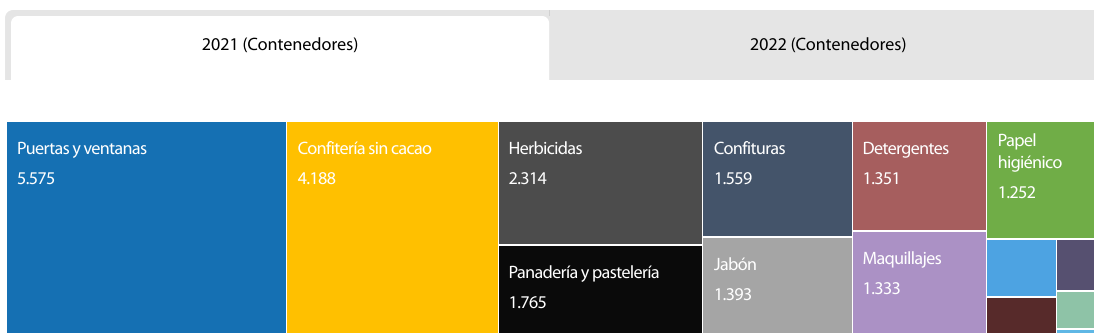 2021 (Contenedores)
2022 (Contenedores)
Puertas y ventanas
5.575
Confitería sin cacao
4.188
Herbicidas
2.314
Panadería y pastelería
1.765
Confituras
1.559
Jabón
1.393
Detergentes
1.351
Maquillajes
1.333
Papel
higiénico
1.252